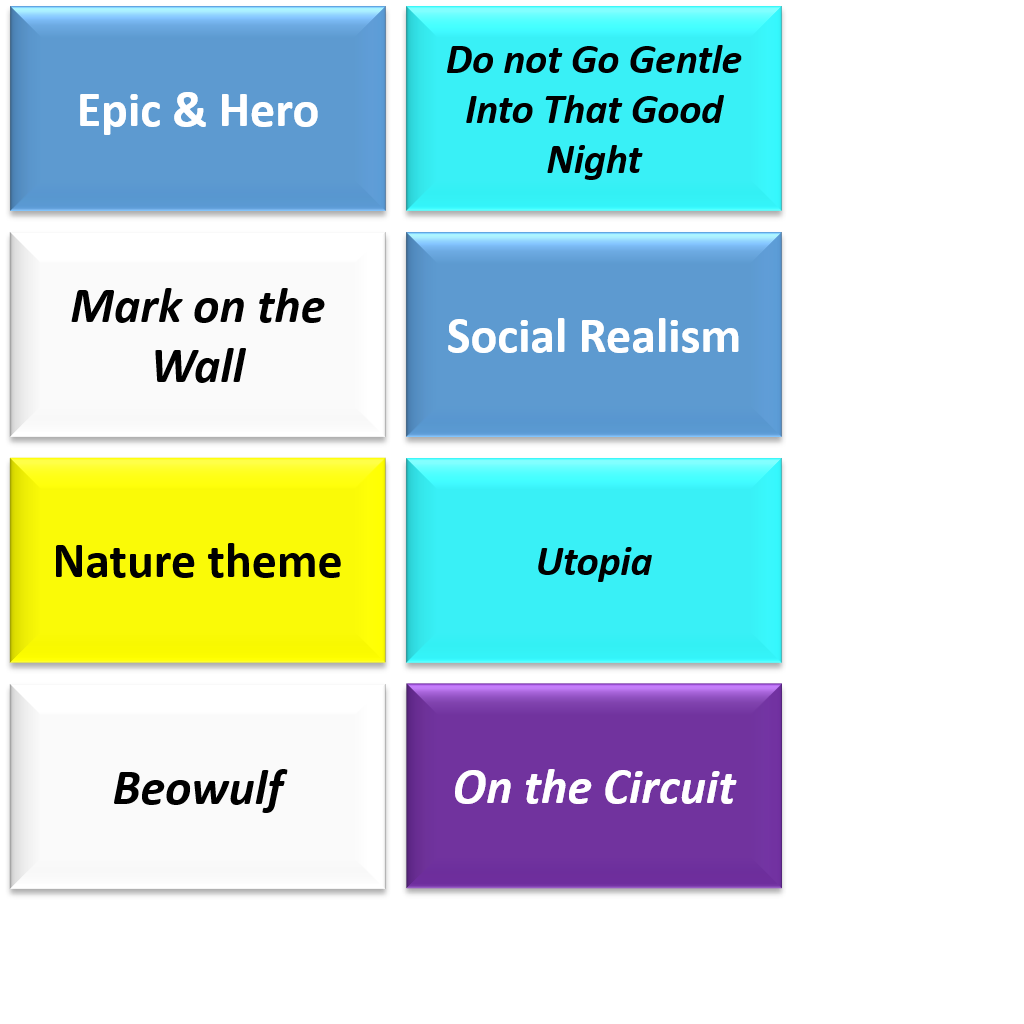 Epic & Hero
Do not Go Gentle
Into That Good
Night
Mark on the
Wall
Social Realism
Nature theme
Utopia
Beowulf
On the Circuit